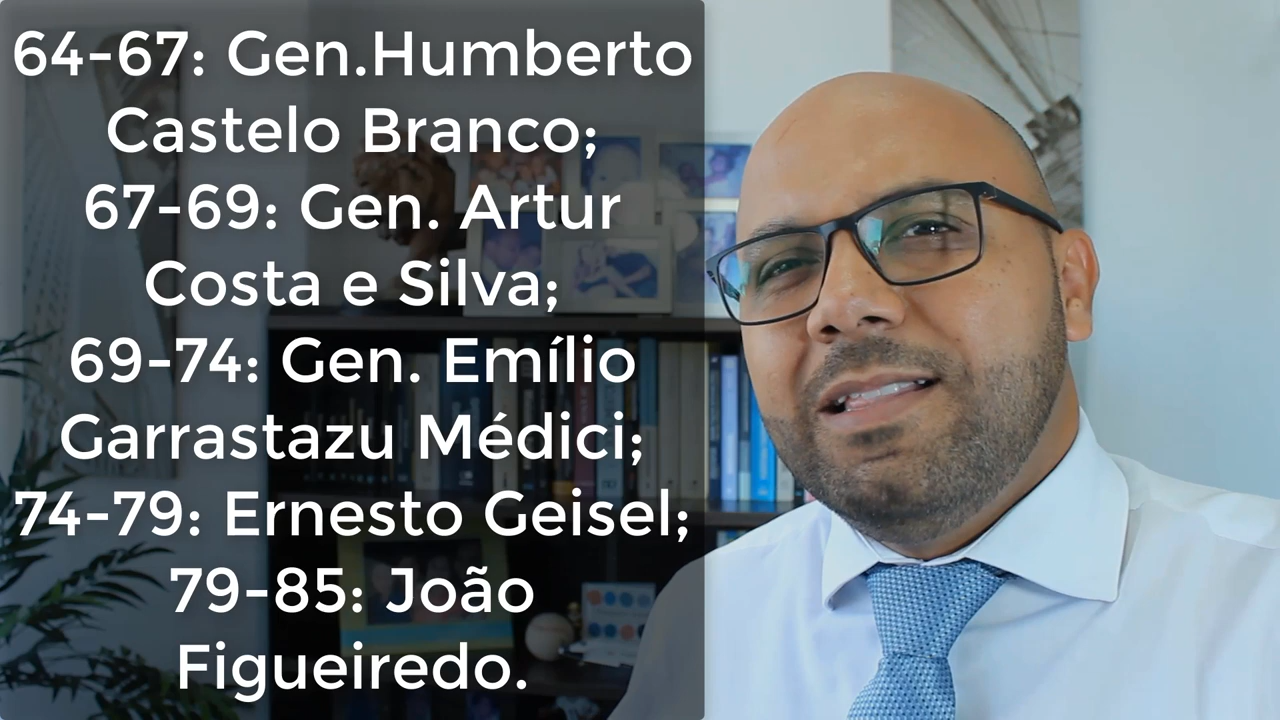 64-67: Gen.Humberto
Castelo Branco;
67-69: Gen. Artur
Costa e Silva;
69-74: Gen. Emílio
Garrastazu Médici;
74-79: Ernesto Geisel;
79-85: João
Figueiredo.